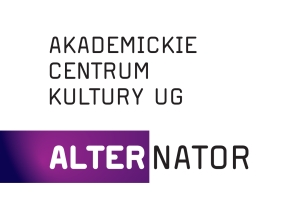 AKADEMICKIE
CENTRUM
KULTURY UG
ALTERNATOR